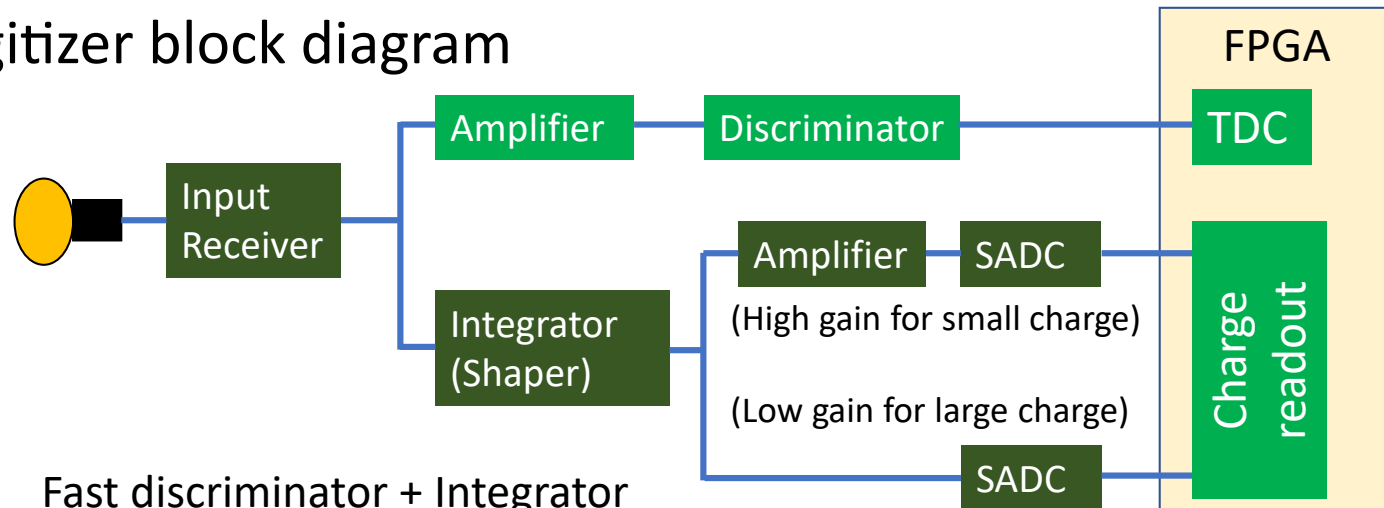 gitizer block diagram
FPGA
Amplifier
Discriminator
TDC
Input
Receiver
Amplifier
SADC
(High gain for small charge)
Integrator
(Shaper)
(Low gain for large charge)
SADC
Charge
readout
Fast discriminator + Integrator